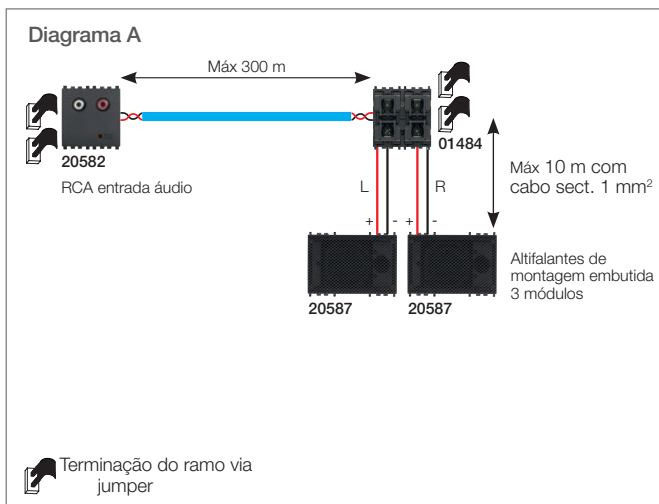 Diagrama A
Máx 300 m
20582
01484
RCA entrada áudio
L
R
Máx 10 m com
cabo sect. 1 mm²
+ - + -
Altifalantes de
montagem embutida
3 módulos
20587
20587
Terminação do ramo via
jumper